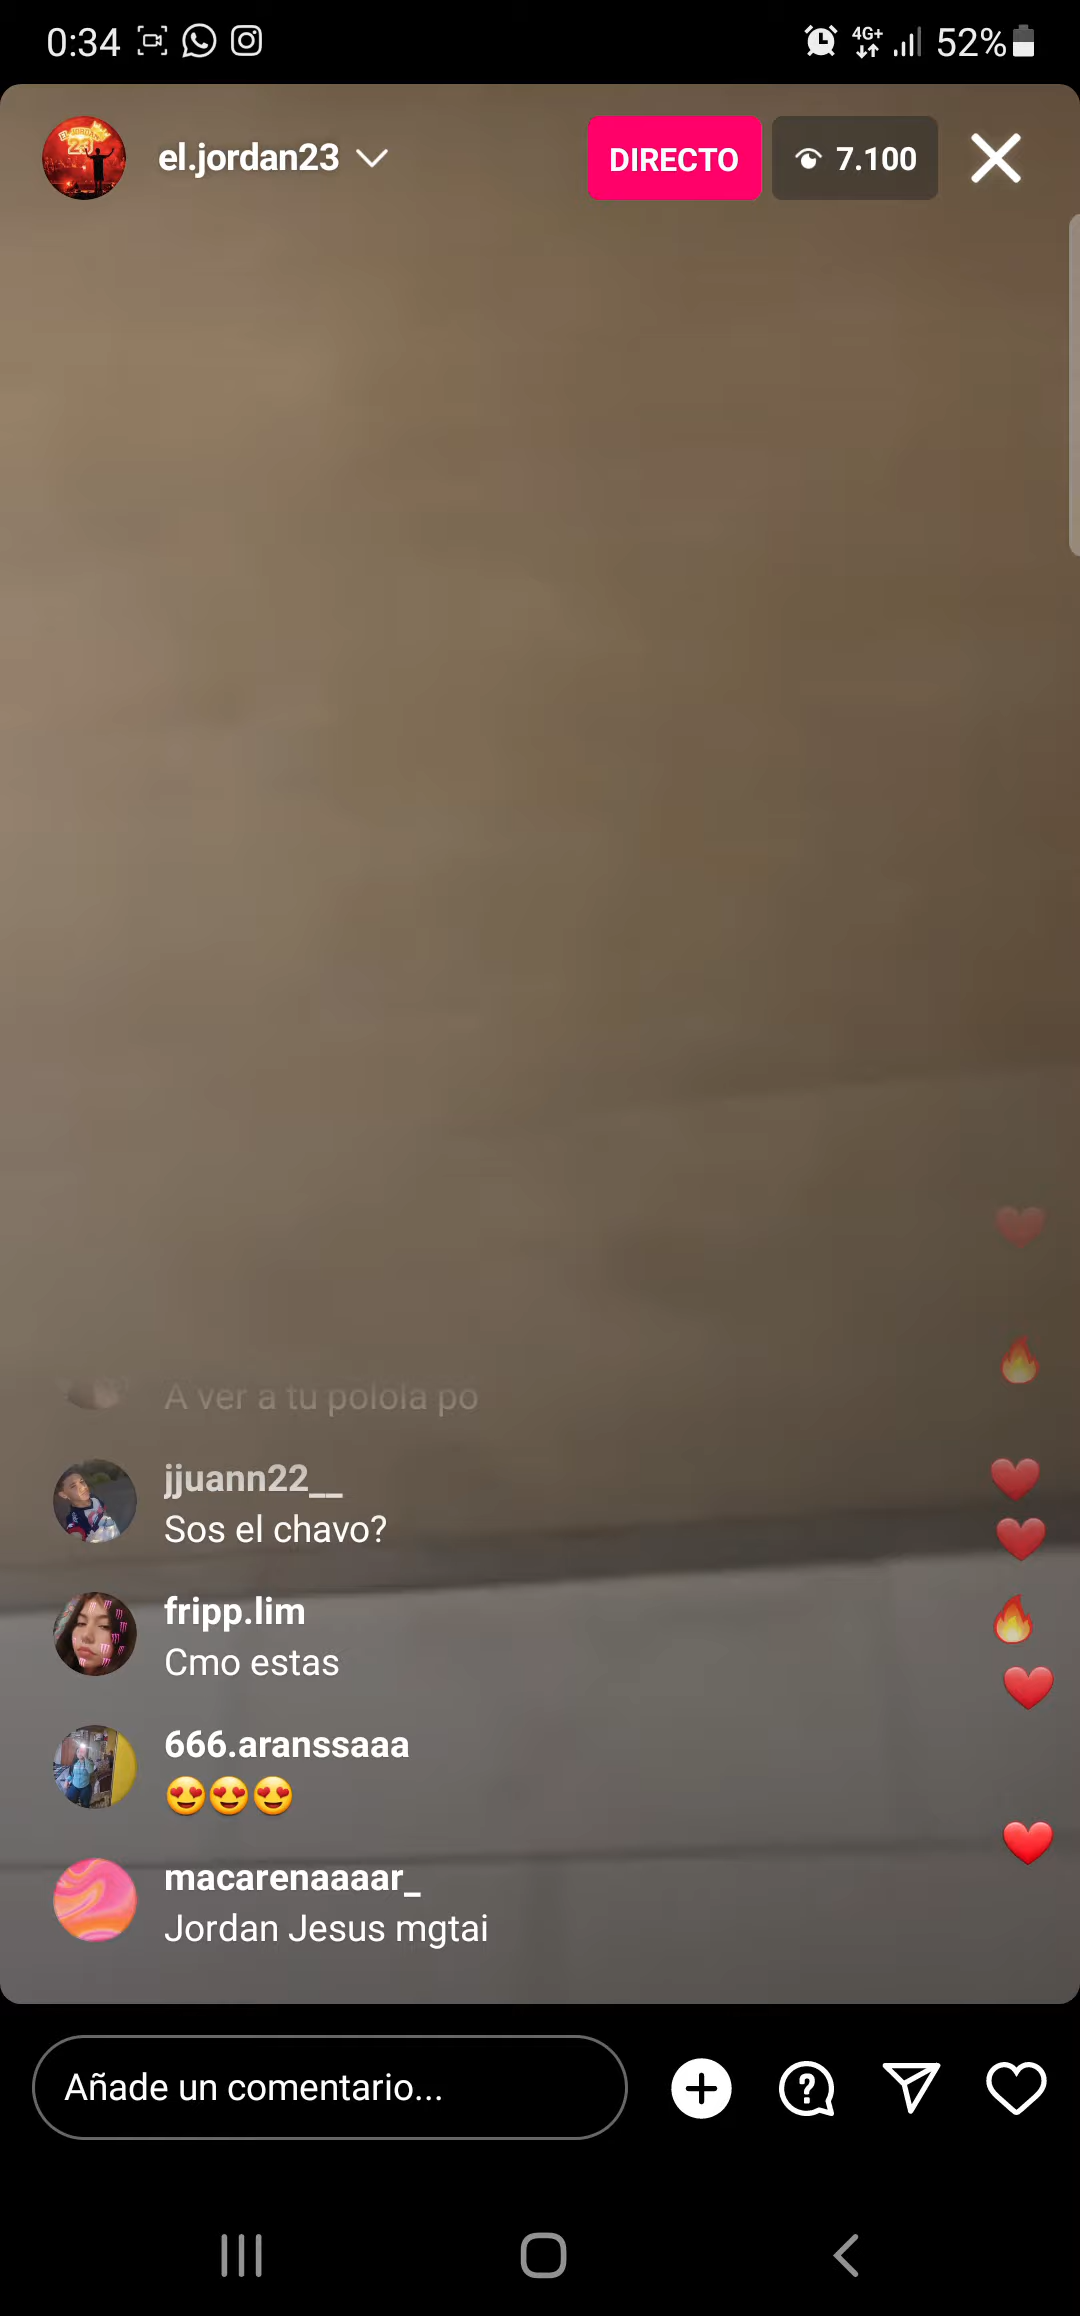 0:34
4G+
52%
el.jordan23
DIRECTO
7.100
A ver a tu polola po
jjuann22__
Sos el chavo?
fripp.lim
Cmo estas
666.aranssaaa
😍😍😍
macarenaaaar_
Jordan Jesus mgtai
Añade un comentario...